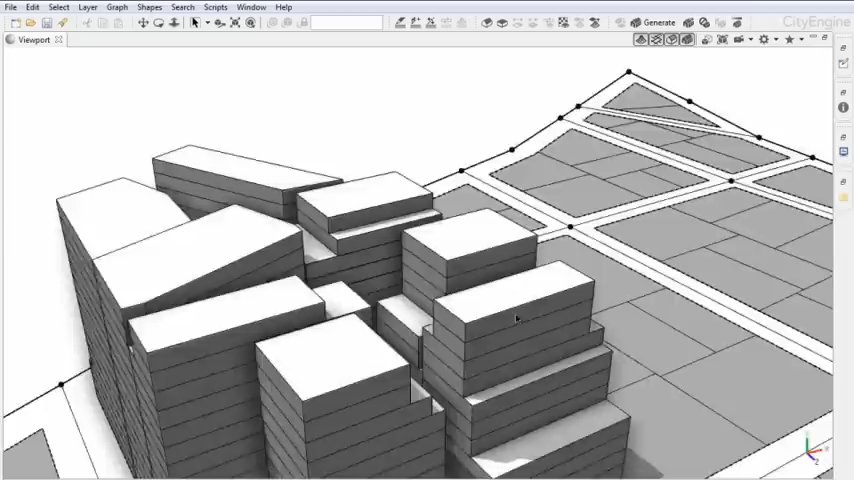 File Edit Select Layer Graph Shapes Search Scripts Window Help
Generate
CityEngine
Viewport